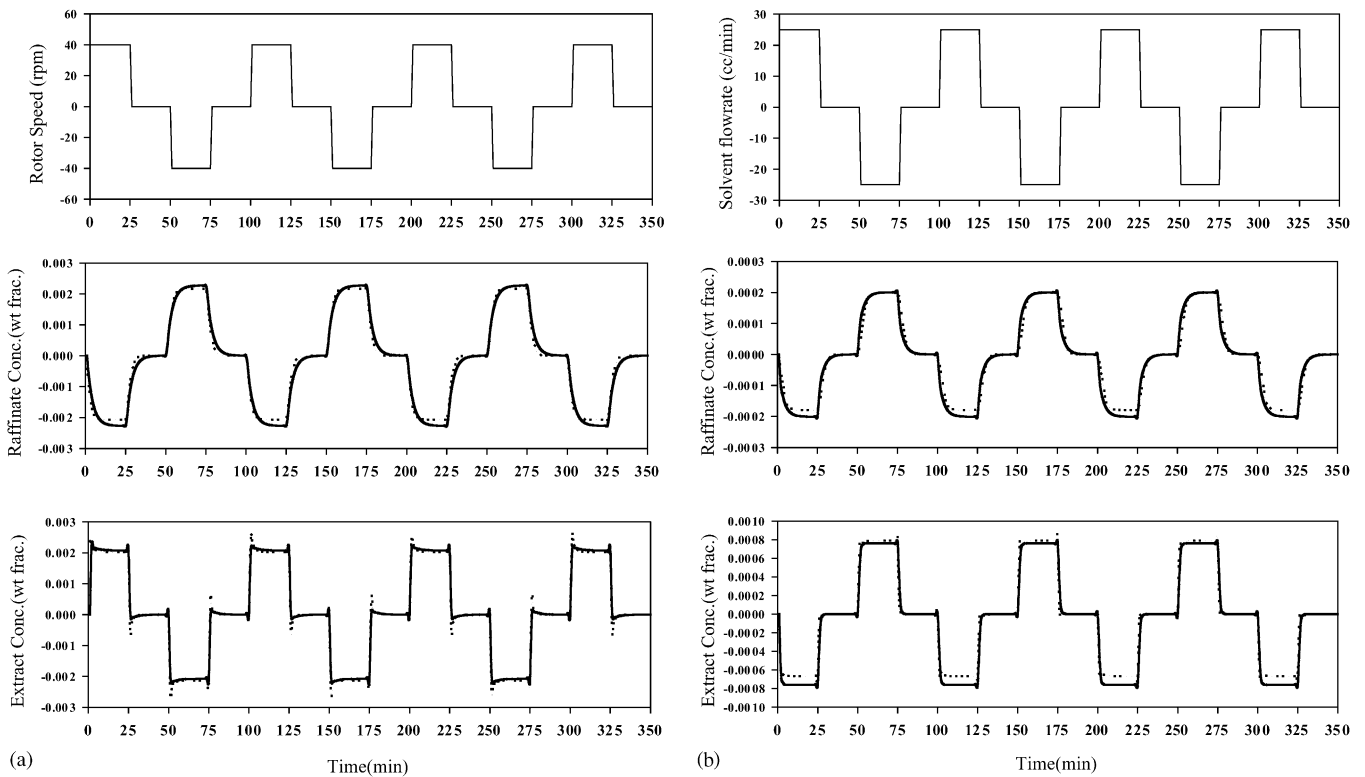 Rotor Speed (rpm)
60
40
20
0
-20
-40
-60
0 25 50 75 100 125 150 175 200 225 250 275 300 325 350
Raffinate Conc.(wt frac.)
0.003
0.002
0.001
0.000
-0.001
-0.002
-0.003
0 25 50 75 100 125 150 175 200 225 250 275 300 325 350
Extract Conc.(wt frac.)
0.003
0.002
0.001
0.000
-0.001
-0.002
-0.003
0 25 50 75 100 125 150 175 200 225 250 275 300 325 350
(a)
Time(min)
Solvent flowrate (cc/min)
30
20
10
0
-10
-20
-30
0 25 50 75 100 125 150 175 200 225 250 275 300 325 350
Raffinate Conc.(wt frac.)
0.0003
0.0002
0.0001
0.0000
-0.0001
-0.0002
-0.0003
0 25 50 75 100 125 150 175 200 225 250 275 300 325 350
Extract Conc.(wt frac.)
0.0010
0.0008
0.0006
0.0004
0.0002
0.0000
-0.0002
-0.0004
-0.0006
-0.0008
-0.0010
0 25 50 75 100 125 150 175 200 225 250 275 300 325 350
(b)
Time(min)